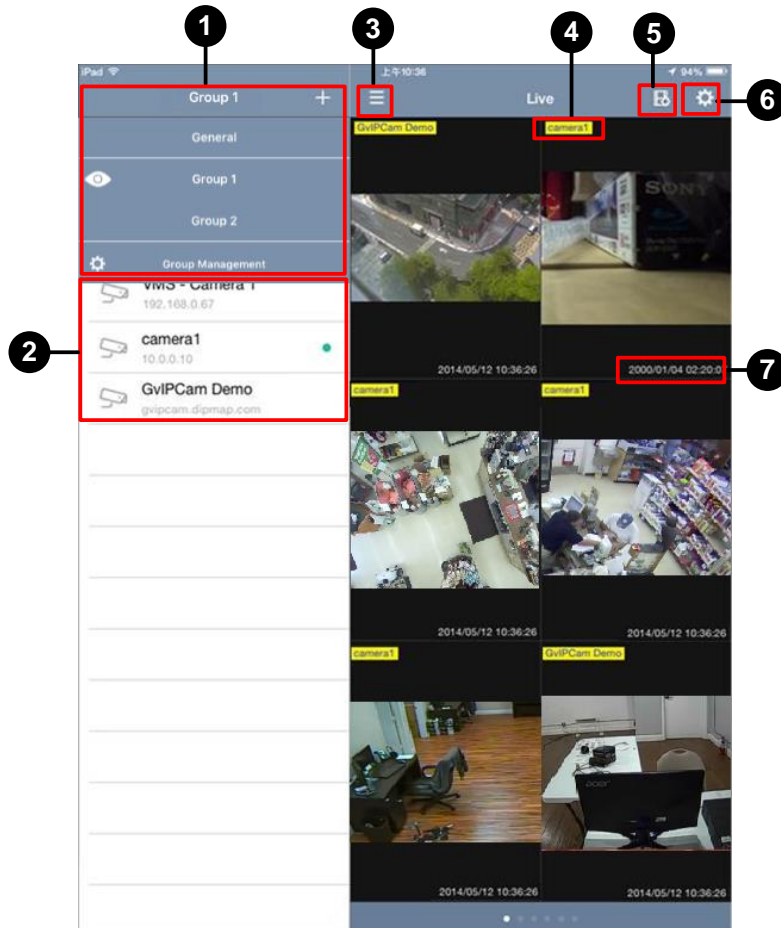 1
3
4
5
iPad
上午10:36
94%
Group 1 +
Live
6
General
Group 1
Group 2
Group Management
GvIPCam Demo
camera1
SONY
2014/05/12 10:36:26
2000/01/04 02:20:0
7
2
VMS - Camera 1
192.168.0.67
camera1
10.0.0.10
GvIPCam Demo
gvipcam.dipmap.com
camera1
camera1
2014/05/12 10:36:26
2014/05/12 10:36:26
camera1
GvIPCam Demo
acer
2014/05/12 10:36:26
2014/05/12 10:36:26